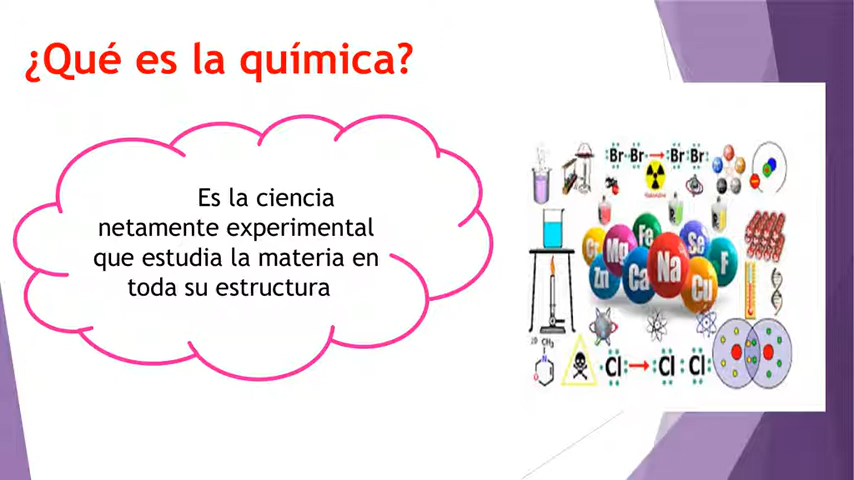 ¿Qué es la química?
Es la ciencia
netamente experimental
que estudia la materia en
toda su estructura
:Br··Br: → :Br Br:
Cr Mg Fe Se
Zn Ca Na Cu F
CH₃
N
O
·Cl: → :Cl :Cl: